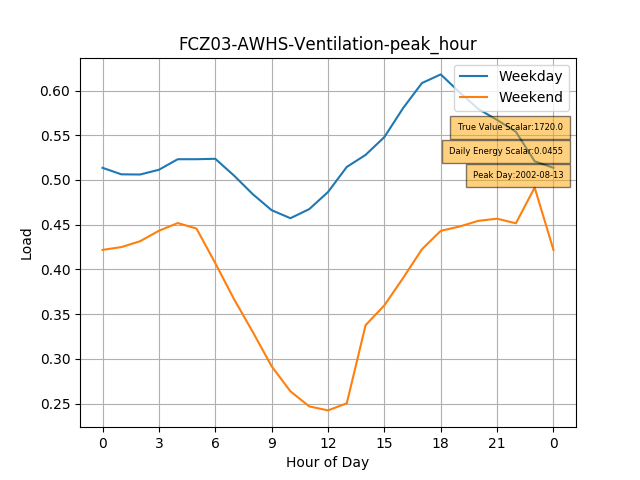 FCZ03-AWHS-Ventilation-peak_hour
Weekday
Weekend
True Value Scalar:1720.0
Daily Energy Scalar:0.0455
Peak Day:2002-08-13
Load
0.60
0.55
0.50
0.45
0.40
0.35
0.30
0.25
0 3 6 9 12 15 18 21 0
Hour of Day